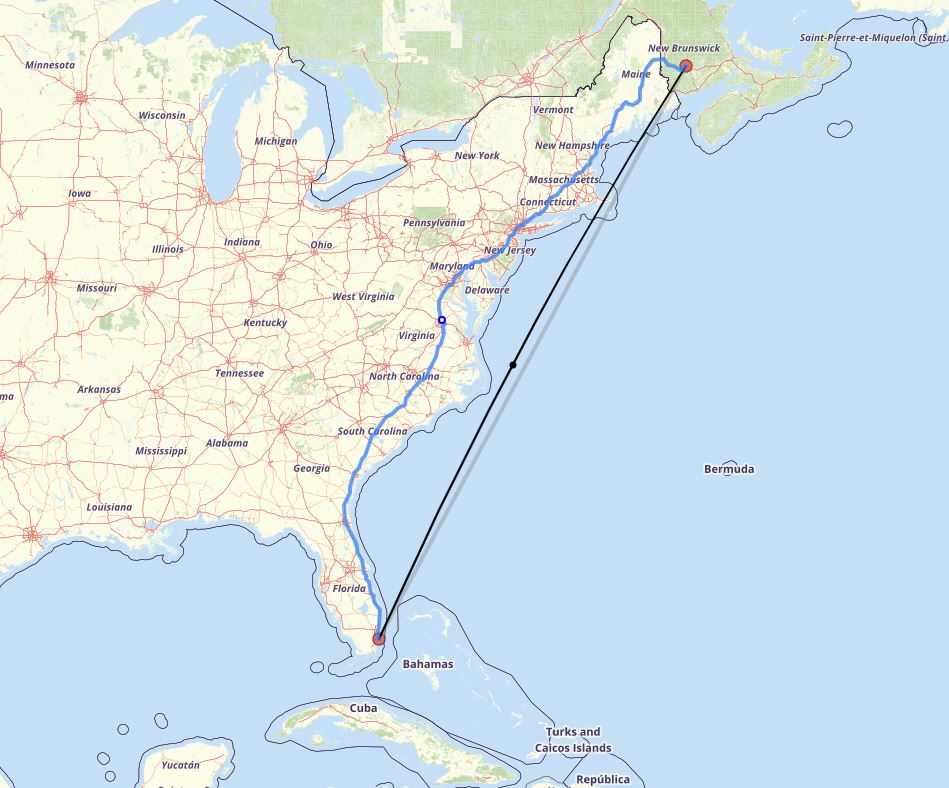 Saint-Pierre-et-Miquelon (Saint,
New Brunswick
Minnesota
Maine
Vermont
Wisconsin
Michigan
New Hampshire
New York
Massachusetts
Iowa
Connecticut
Pennsylvania
Illinois
Indiana
Ohio
New Jersey
Maryland
Missouri
West Virginia
Delaware
Kentucky
Virginia
Tennessee
North Carolina
Arkansas
ma
South Carolina
Alabama
Mississippi
Georgia
Bermuda
Louisiana
Florida
Bahamas
Cuba
Turks and
Caicos Islands
Yucatán
República